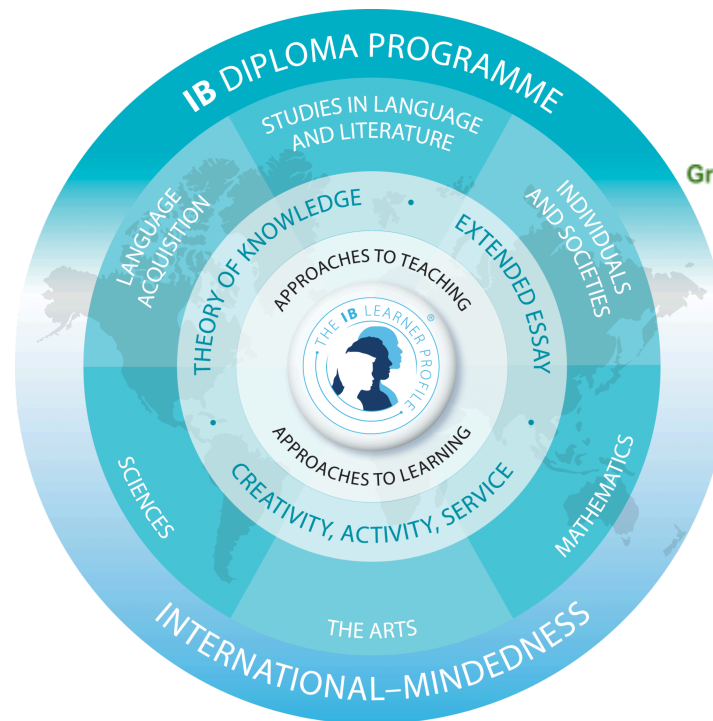 IB DIPLOMA PROGRAMME
STUDIES IN LANGUAGE
AND LITERATURE
Gr
LANGUAGE
ACQUISITION
INDIVIDUALS
AND SOCIETIES
THEORY OF KNOWLEDGE
•
EXTENDED ESSAY
APPROACHES TO TEACHING
• THE IB LEARNER PROFILE •
®
APPROACHES TO LEARNING
•
•
CREATIVITY, ACTIVITY, SERVICE
SCIENCES
MATHEMATICS
THE ARTS
INTERNATIONAL–MINDEDNESS